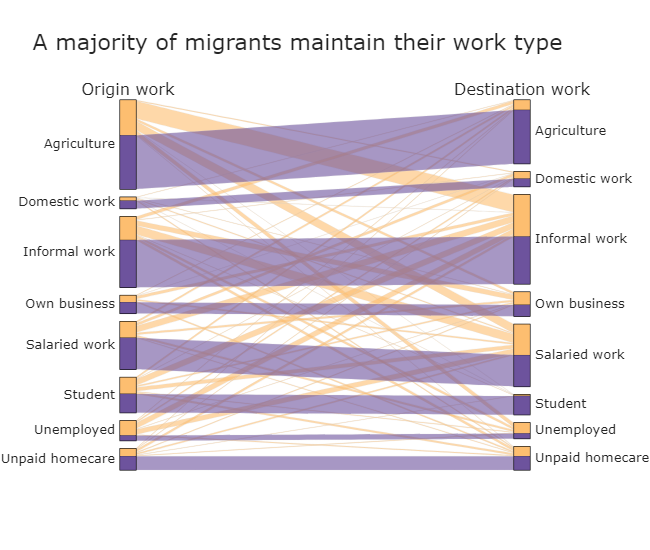 A majority of migrants maintain their work type
Origin work
Destination work
Agriculture
Domestic work
Informal work
Own business
Salaried work
Student
Unemployed
Unpaid homecare
Agriculture
Domestic work
Informal work
Own business
Salaried work
Student
Unemployed
Unpaid homecare